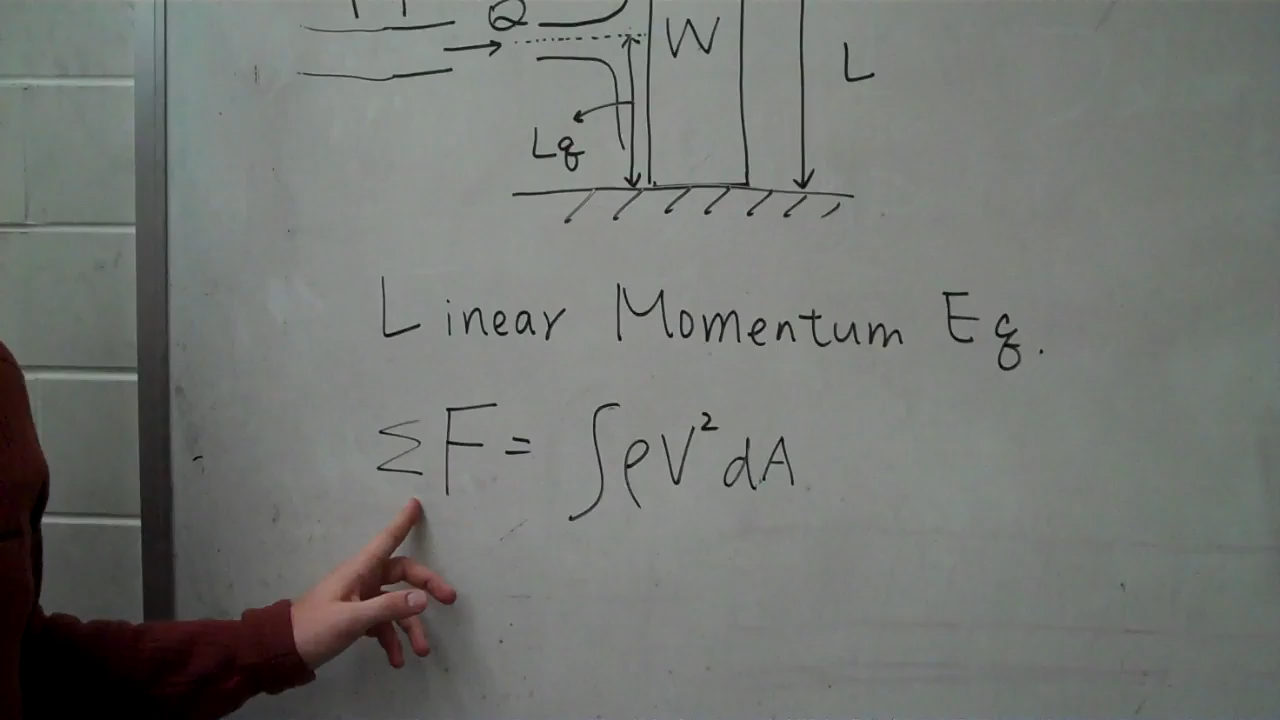 Q
W
L
Lq
Linear Momentum Eq.
ΣF = ∫ρV²dA